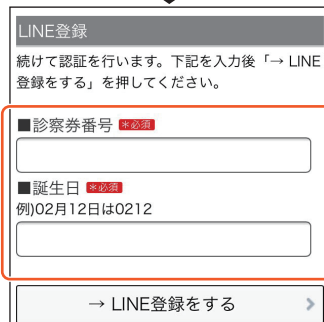 LINE登録
続けて認証を行います。下記を入力後「→ LINE
登録をする」を押してください。
■診察券番号 *必須
■誕生日 *必須
例)02月12日は0212
→ LINE登録をする >